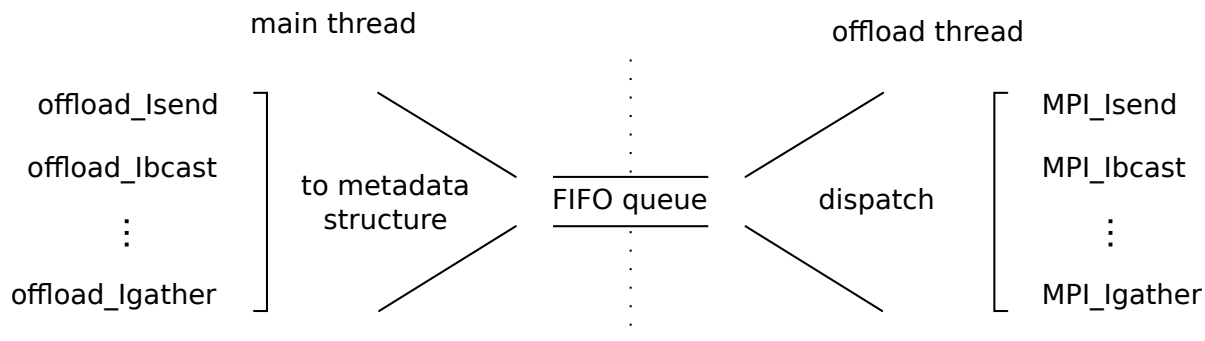 main thread
offload thread
offload_Isend
offload_Ibcast
⋮
offload_Igather
to metadata
structure
FIFO queue
dispatch
MPI_Isend
MPI_Ibcast
⋮
MPI_Igather